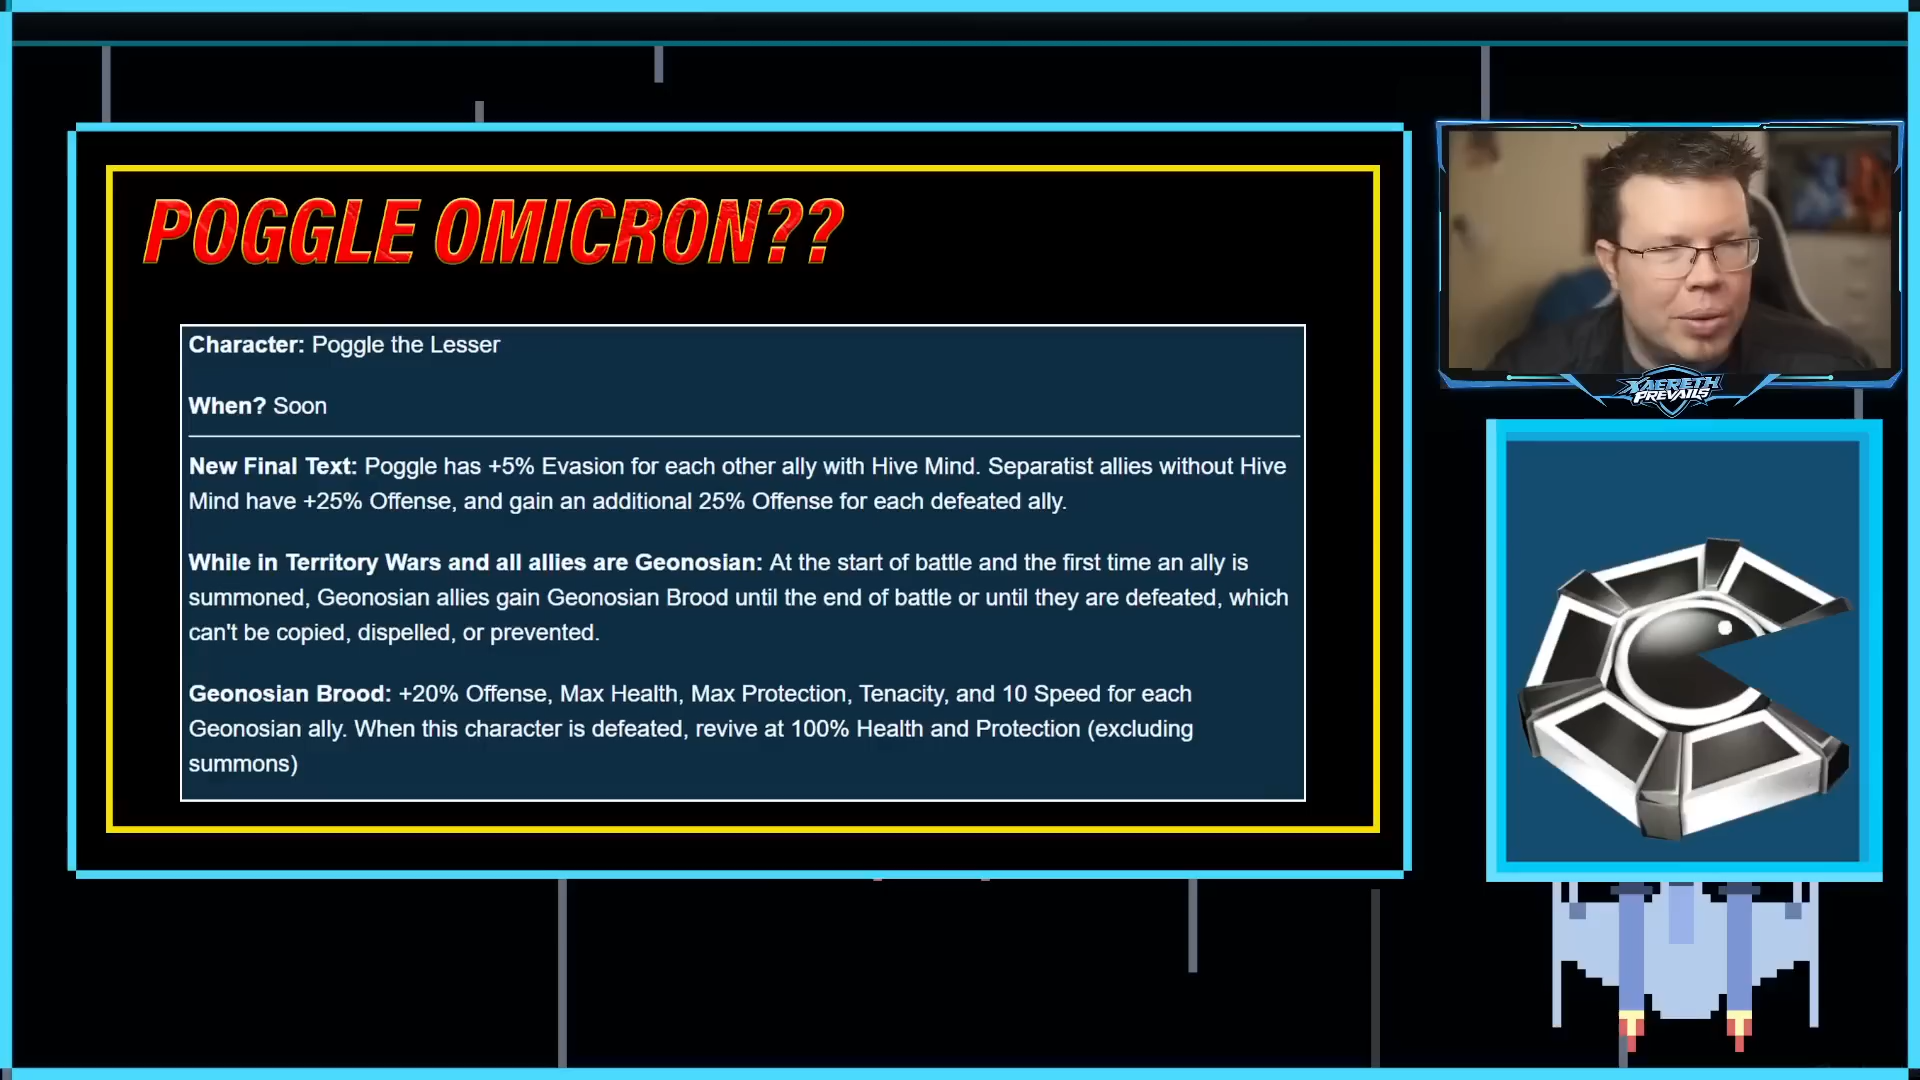 POGGLE OMICRON??
Character: Poggle the Lesser
When? Soon
New Final Text: Poggle has +5% Evasion for each other ally with Hive Mind. Separatist allies without Hive
Mind have +25% Offense, and gain an additional 25% Offense for each defeated ally.
While in Territory Wars and all allies are Geonosian: At the start of battle and the first time an ally is
summoned, Geonosian allies gain Geonosian Brood until the end of battle or until they are defeated, which
can't be copied, dispelled, or prevented.
Geonosian Brood: +20% Offense, Max Health, Max Protection, Tenacity, and 10 Speed for each
Geonosian ally. When this character is defeated, revive at 100% Health and Protection (excluding
summons)
XAERETH
PREVAILS